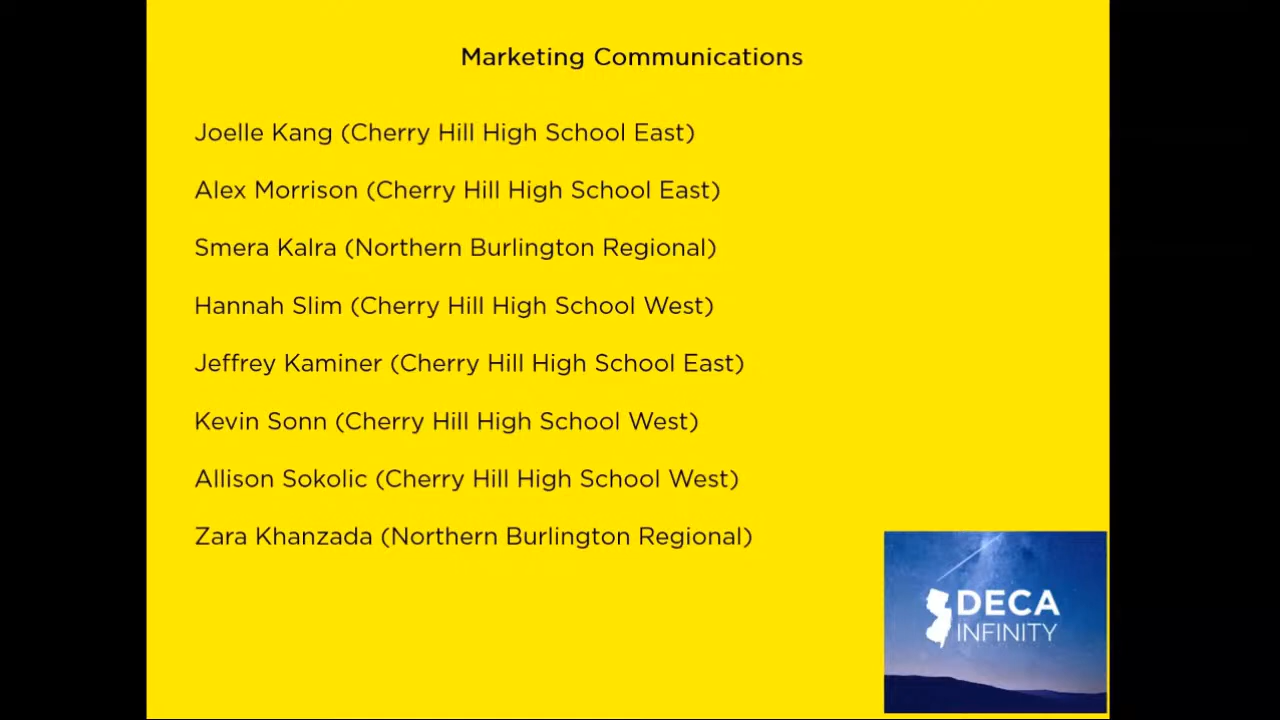 Marketing Communications
Joelle Kang (Cherry Hill High School East)
Alex Morrison (Cherry Hill High School East)
Smera Kalra (Northern Burlington Regional)
Hannah Slim (Cherry Hill High School West)
Jeffrey Kaminer (Cherry Hill High School East)
Kevin Sonn (Cherry Hill High School West)
Allison Sokolic (Cherry Hill High School West)
Zara Khanzada (Northern Burlington Regional)
DECA
INFINITY